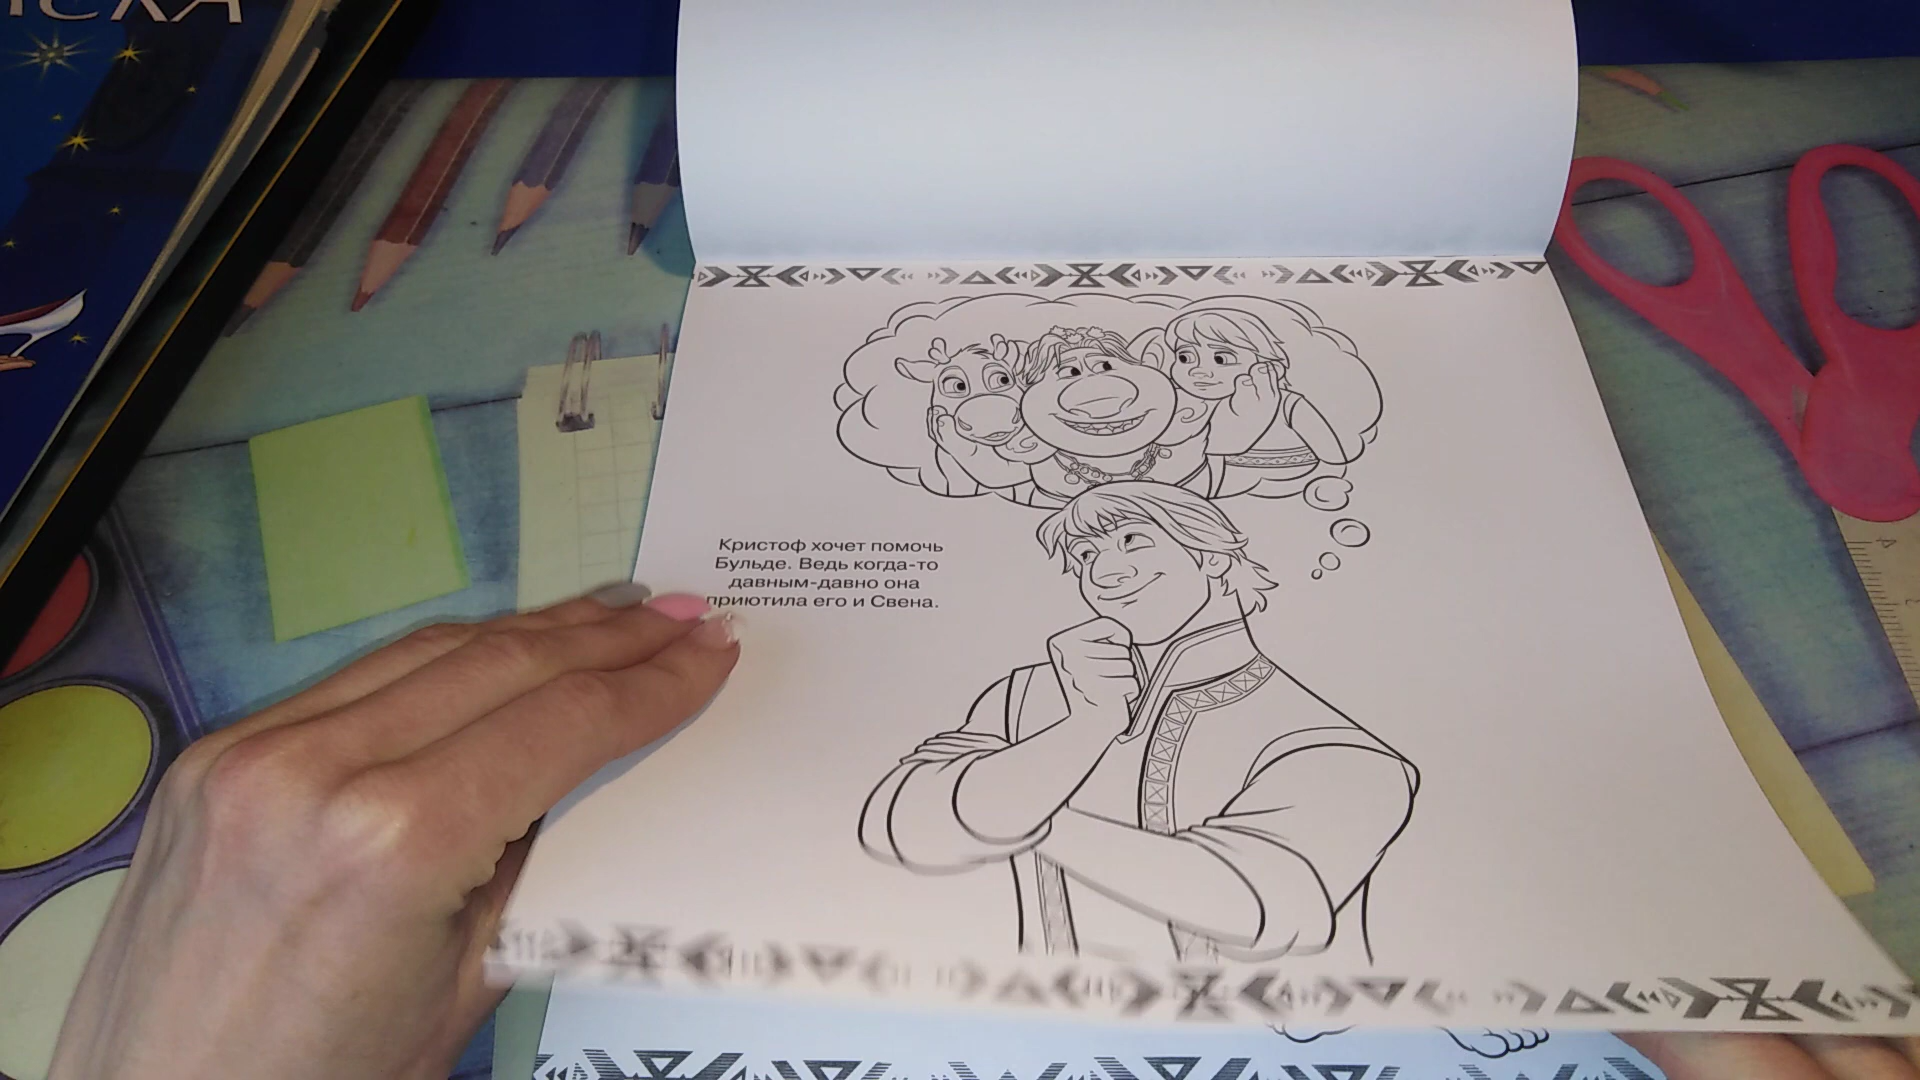 Кристоф хочет помочь
Бульде. Ведь когда-то
давным-давно она
приютила его и Свена.